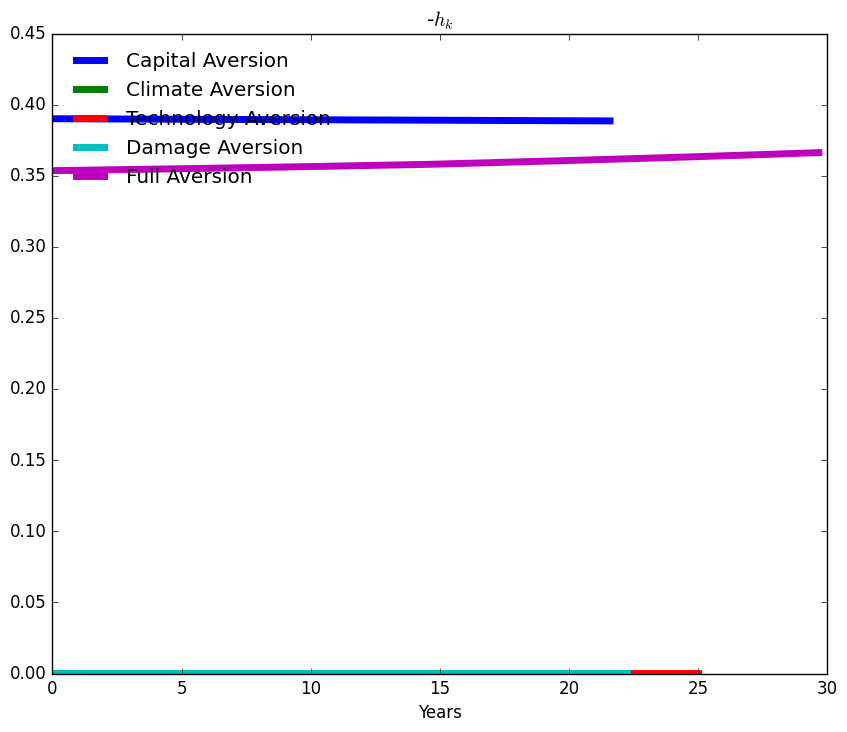 -h_k
0.45
Capital Aversion
Climate Aversion
0.40
Technology Aversion
Damage Aversion
0.35
Full Aversion
0.30
0.25
0.20
0.15
0.10
0.05
0.00
0 5 10 15 20 25 30
Years